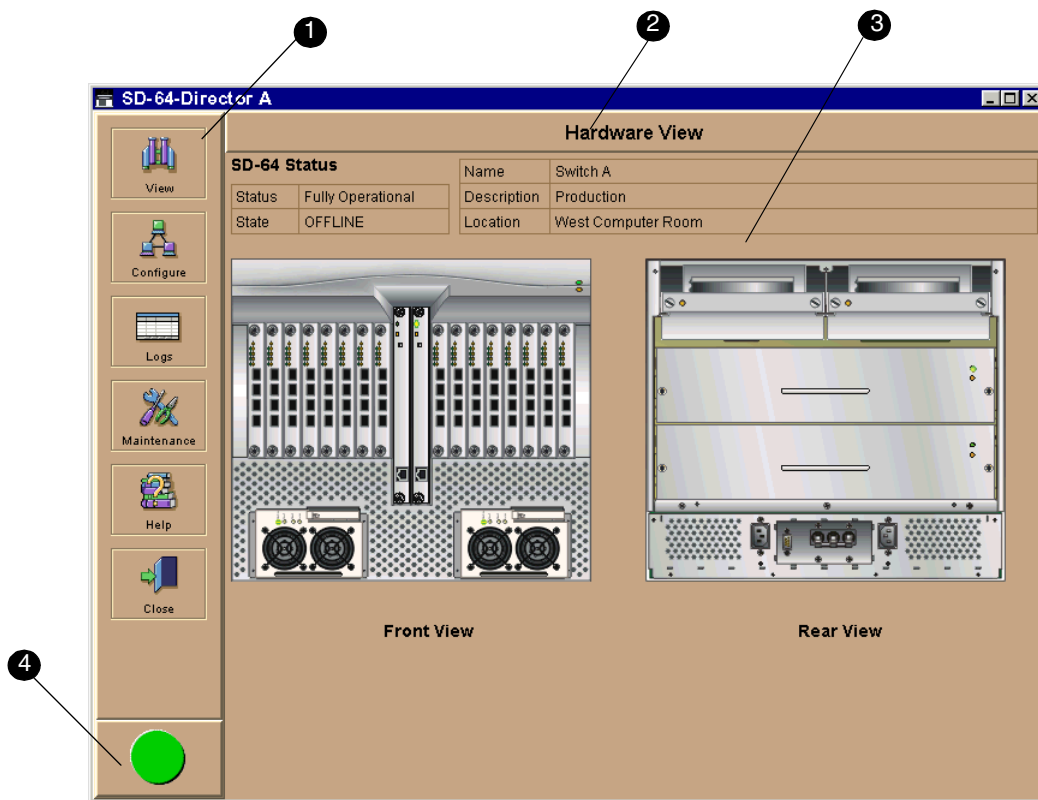 1
2
3
SD-64-Director A
Hardware View
View
SD-64 Status
Name Switch A
Status Fully Operational
Description Production
State OFFLINE
Location West Computer Room
Configure
Logs
Maintenance
Help
Close
Front View
Rear View
4